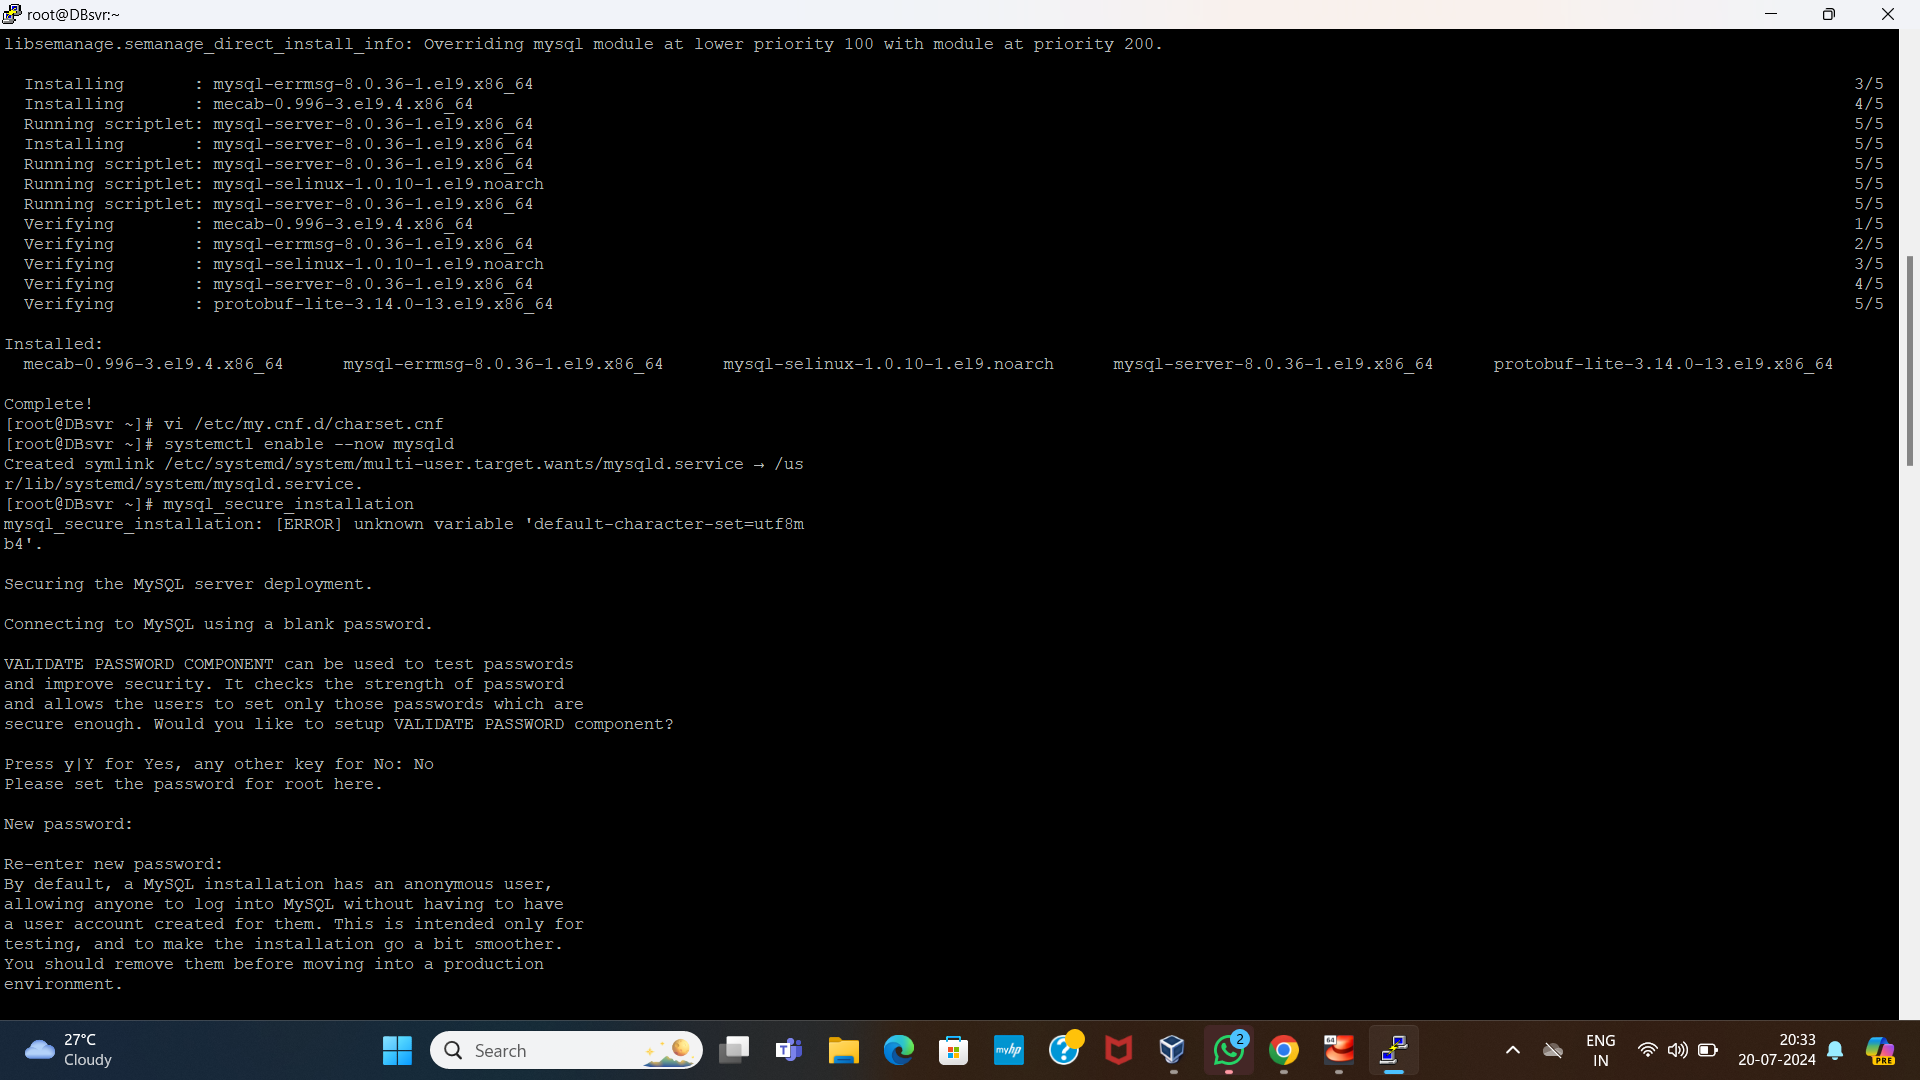 root@DBsvr:~
libsemanage.semanage_direct_install_info: Overriding mysql module at lower priority 100 with module at priority 200.
Installing       : mysql-errmsg-8.0.36-1.el9.x86_64 3/5
Installing       : mecab-0.996-3.el9.4.x86_64 4/5
Running scriptlet: mysql-server-8.0.36-1.el9.x86_64 5/5
Installing       : mysql-server-8.0.36-1.el9.x86_64 5/5
Running scriptlet: mysql-server-8.0.36-1.el9.x86_64 5/5
Running scriptlet: mysql-selinux-1.0.10-1.el9.noarch 5/5
Running scriptlet: mysql-server-8.0.36-1.el9.x86_64 5/5
Verifying        : mecab-0.996-3.el9.4.x86_64 1/5
Verifying        : mysql-errmsg-8.0.36-1.el9.x86_64 2/5
Verifying        : mysql-selinux-1.0.10-1.el9.noarch 3/5
Verifying        : mysql-server-8.0.36-1.el9.x86_64 4/5
Verifying        : protobuf-lite-3.14.0-13.el9.x86_64 5/5
Installed:
mecab-0.996-3.el9.4.x86_64 mysql-errmsg-8.0.36-1.el9.x86_64 mysql-selinux-1.0.10-1.el9.noarch mysql-server-8.0.36-1.el9.x86_64 protobuf-lite-3.14.0-13.el9.x86_64
Complete!
[root@DBsvr ~]# vi /etc/my.cnf.d/charset.cnf
[root@DBsvr ~]# systemctl enable --now mysqld
Created symlink /etc/systemd/system/multi-user.target.wants/mysqld.service → /us
r/lib/systemd/system/mysqld.service.
[root@DBsvr ~]# mysql_secure_installation
mysql_secure_installation: [ERROR] unknown variable 'default-character-set=utf8m
b4'.
Securing the MySQL server deployment.
Connecting to MySQL using a blank password.
VALIDATE PASSWORD COMPONENT can be used to test passwords
and improve security. It checks the strength of password
and allows the users to set only those passwords which are
secure enough. Would you like to setup VALIDATE PASSWORD component?
Press y|Y for Yes, any other key for No: No
Please set the password for root here.
New password:
Re-enter new password:
By default, a MySQL installation has an anonymous user,
allowing anyone to log into MySQL without having to have
a user account created for them. This is intended only for
testing, and to make the installation go a bit smoother.
You should remove them before moving into a production
environment.
27°C
Cloudy
Search
myhp
2
64
ENG
IN
20:33
20-07-2024
PRE